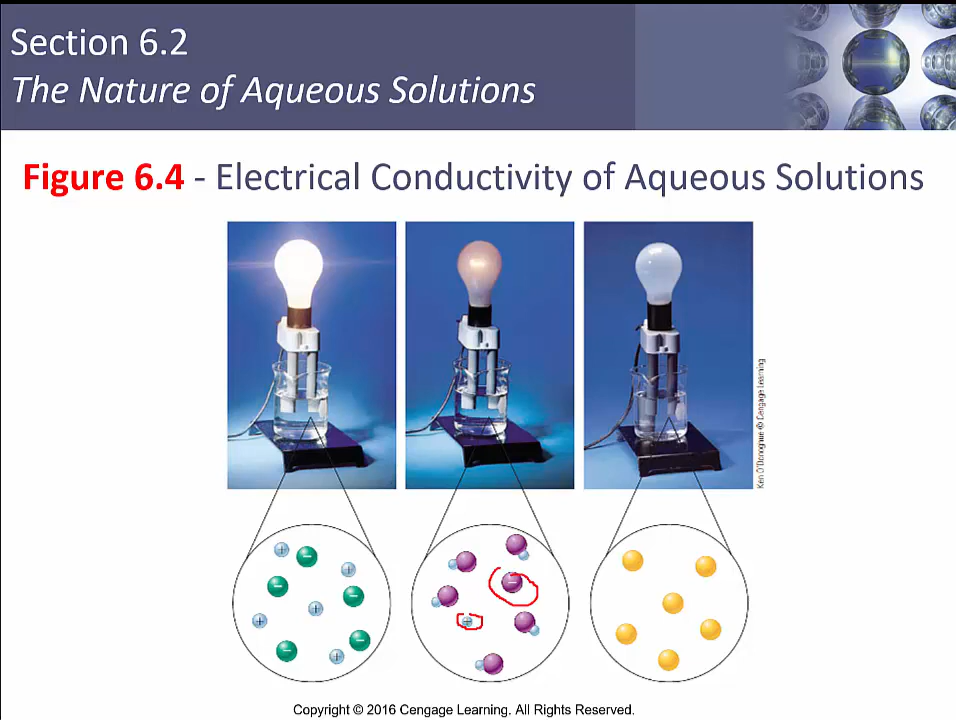 Section 6.2
The Nature of Aqueous Solutions
Figure 6.4 - Electrical Conductivity of Aqueous Solutions
Ken O'Donoghue © Cengage Learning
Copyright © 2016 Cengage Learning. All Rights Reserved.